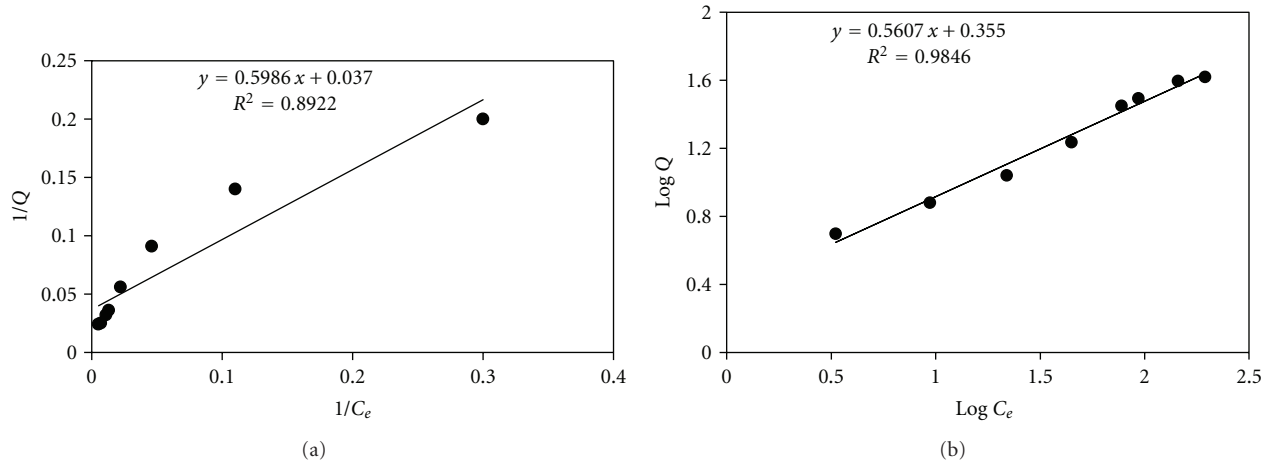 y = 0.5986 x + 0.037
R² = 0.8922
0.25
0.2
0.15
0.1
0.05
0
1/Q
0
0.1
0.2
0.3
0.4
1/Cₑ
(a)
y = 0.5607 x + 0.355
R² = 0.9846
2
1.6
1.2
0.8
0.4
0
Log Q
0
0.5
1
1.5
2
2.5
Log Cₑ
(b)